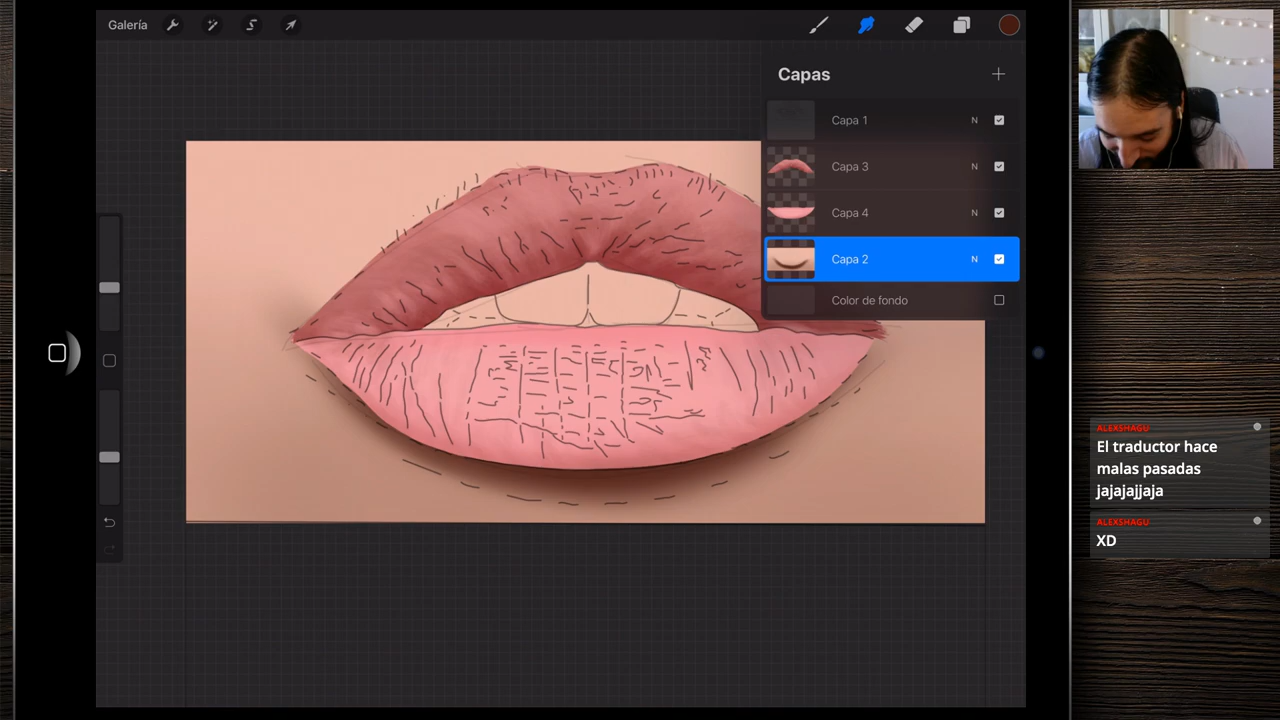 Galería
Capas
Capa 1 N
Capa 3 N
Capa 4 N
Capa 2 N
Color de fondo
ALEXSHAGU
El traductor hace
malas pasadas
jajajajjaja
ALEXSHAGU
XD